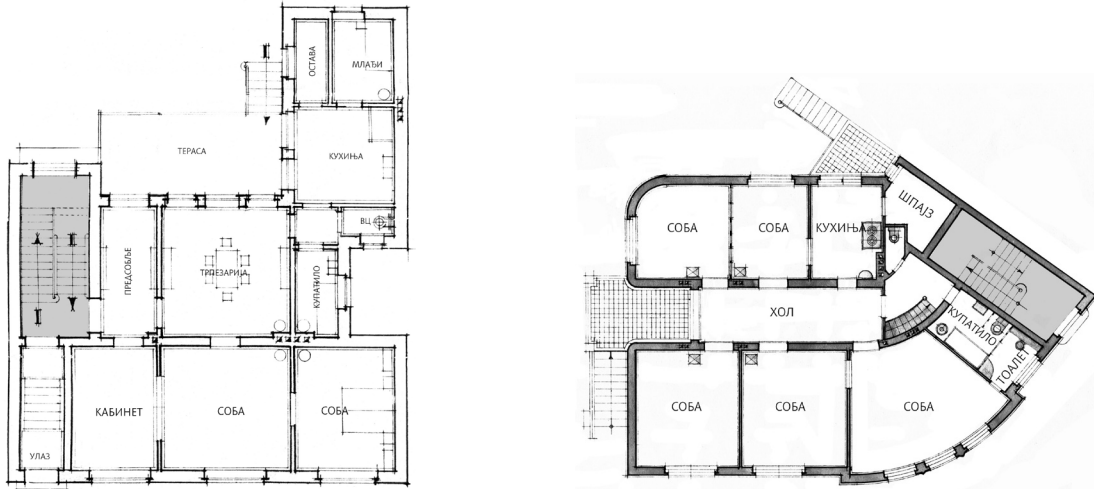 ОСТАВА
МЛАЂИ
ТЕРАСА
КУХИЊА
ВЦ
ПРЕДСОБЉЕ
ТРПЕЗАРИЈА
КУПАТИЛО
КАБИНЕТ
СОБА
СОБА
УЛАЗ
ШПАЈЗ
СОБА
СОБА
КУХИЊА
ХОЛ
КУПАТИЛО
ТОАЛЕТ
СОБА
СОБА
СОБА